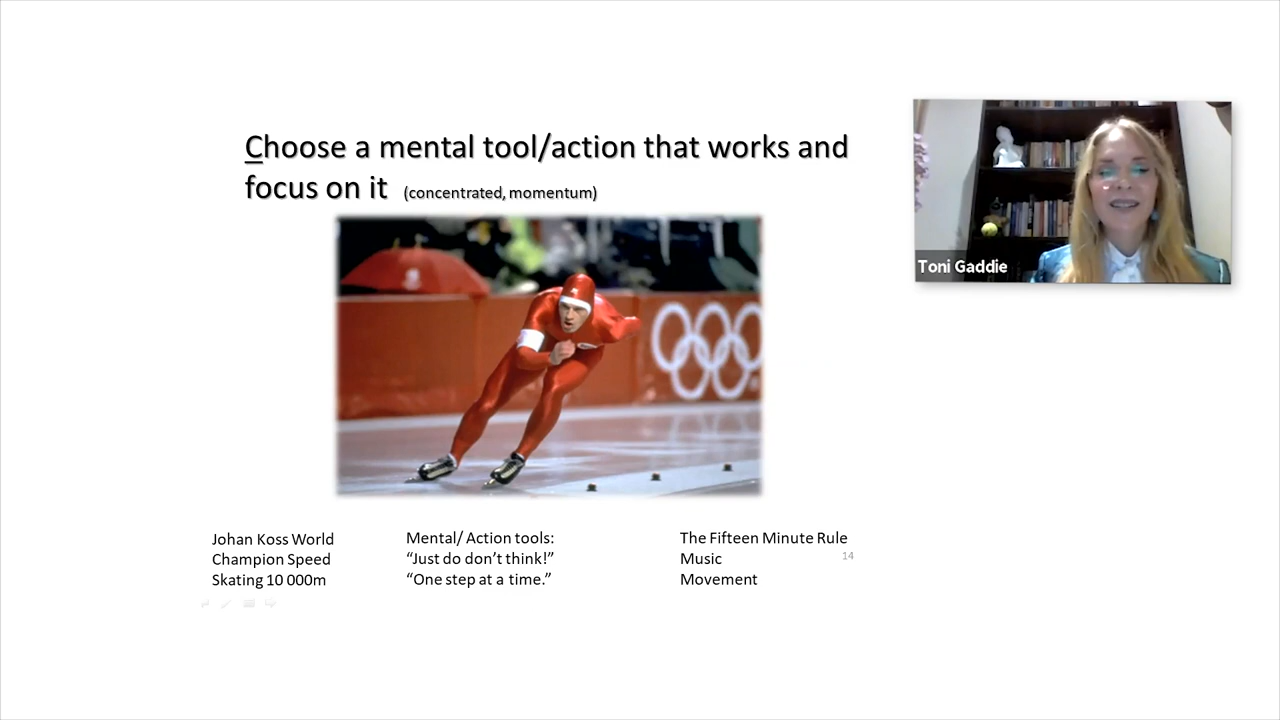 Choose a mental tool/action that works and
focus on it (concentrated, momentum)
Toni Gaddie
Johan Koss World
Champion Speed
Skating 10 000m
Mental/ Action tools:
“Just do don’t think!”
“One step at a time.”
The Fifteen Minute Rule
Music
Movement
14